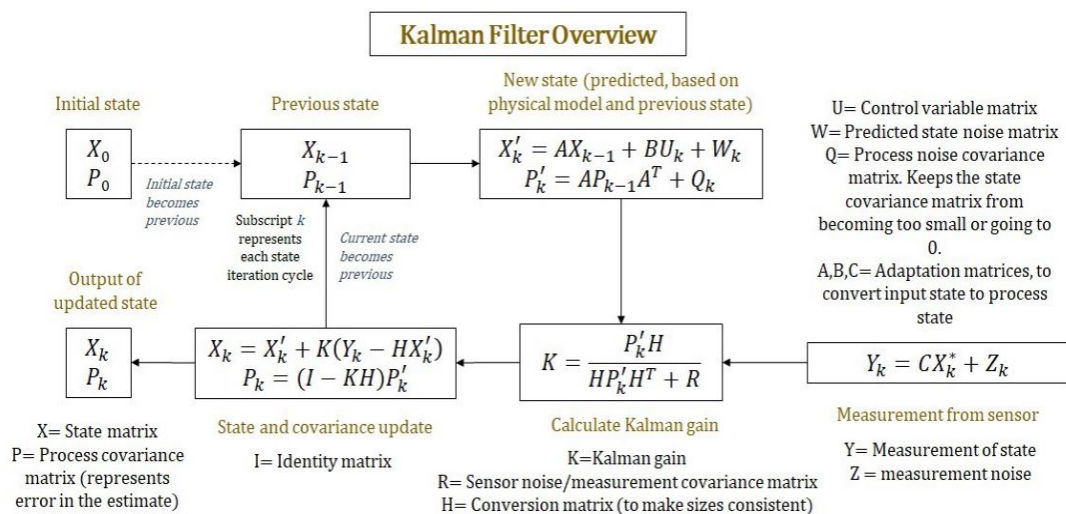 Kalman Filter Overview
Initial state
X₀
P₀
Initial state
becomes
previous
Previous state
Xₖ₋₁
Pₖ₋₁
New state (predicted, based on
physical model and previous state)
X′ₖ = AXₖ₋₁ + BUₖ + Wₖ
P′ₖ = APₖ₋₁Aᵀ + Qₖ
U= Control variable matrix
W= Predicted state noise matrix
Q= Process noise covariance
matrix. Keeps the state
covariance matrix from
becoming too small or going to
0.
A,B,C= Adaptation matrices, to
convert input state to process
state
Subscript k
represents
each state
iteration cycle
Current state
becomes
previous
Output of
updated state
Xₖ
Pₖ
X= State matrix
P= Process covariance
matrix (represents
error in the estimate)
Xₖ = X′ₖ + K(Yₖ − HX′ₖ)
Pₖ = (I − KH)P′ₖ
State and covariance update
I= Identity matrix
K = P′ₖH / HP′ₖHᵀ + R
Calculate Kalman gain
K=Kalman gain
R= Sensor noise/measurement covariance matrix
H= Conversion matrix (to make sizes consistent)
Yₖ = CX*ₖ + Zₖ
Measurement from sensor
Y= Measurement of state
Z = measurement noise